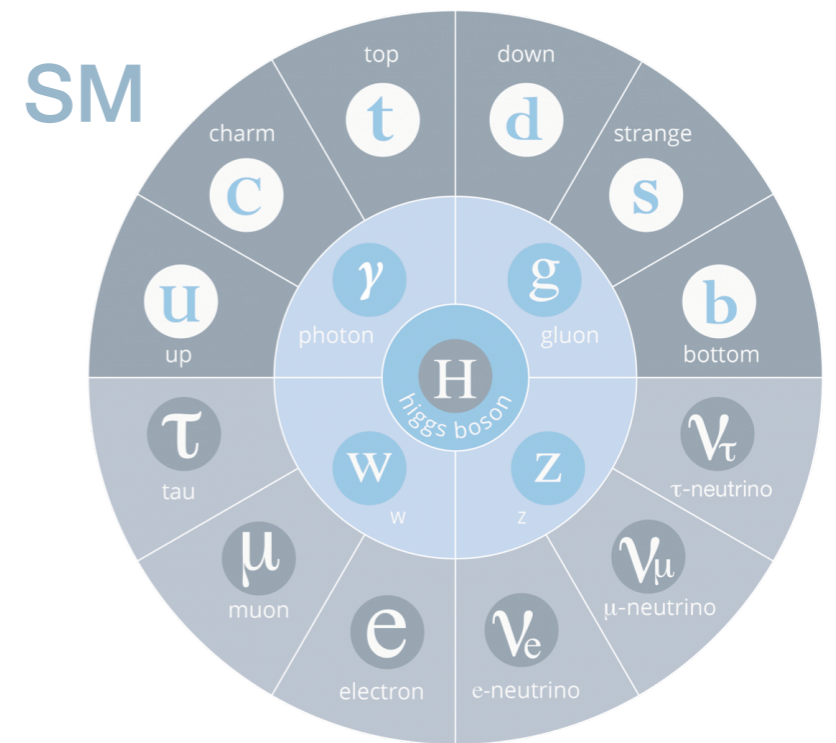 SM
top
t
down
d
charm
c
strange
s
u
up
b
bottom
γ
photon
g
gluon
H
higgs boson
W
w
Z
z
τ
tau
ντ
τ-neutrino
μ
muon
νμ
μ-neutrino
e
electron
νe
e-neutrino